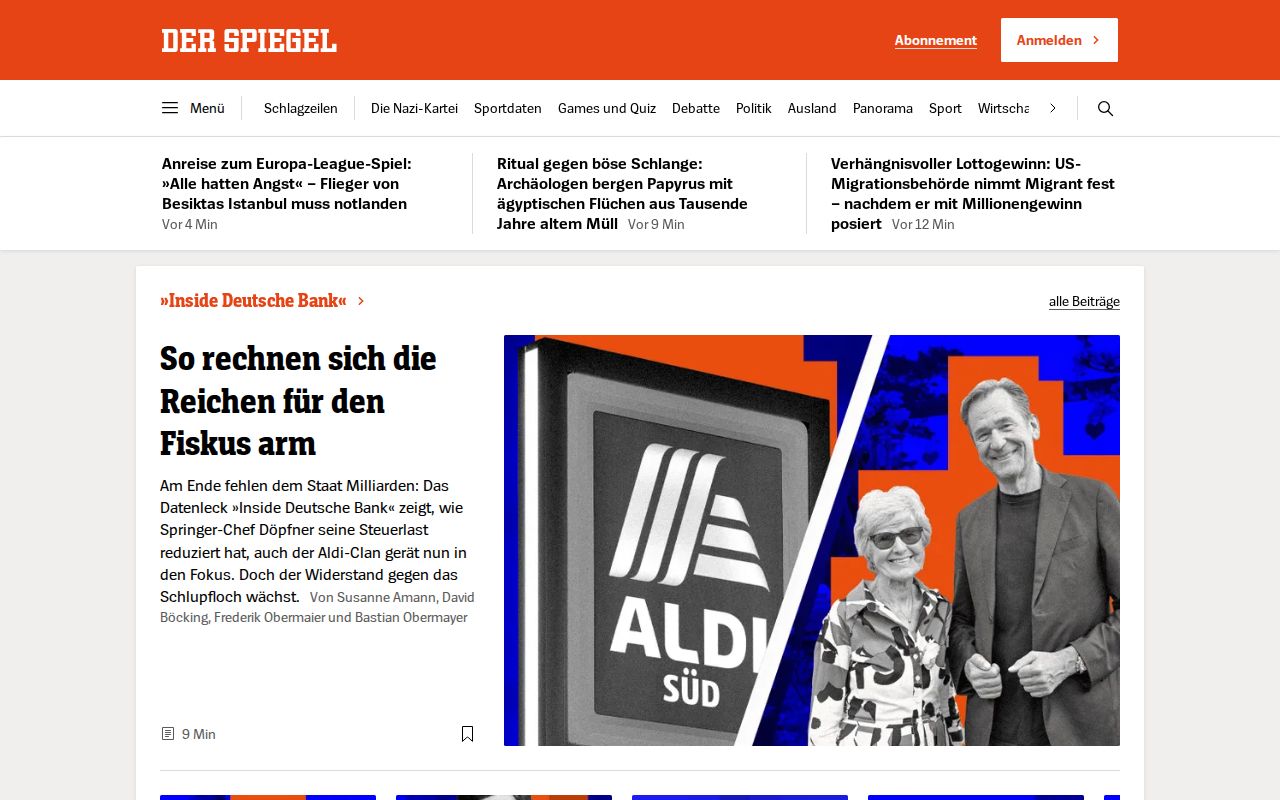 DER SPIEGEL
Abonnement
Anmelden
Menü
Schlagzeilen
Die Nazi-Kartei
Sportdaten
Games und Quiz
Debatte
Politik
Ausland
Panorama
Sport
Wirtscha
Anreise zum Europa-League-Spiel:
»Alle hatten Angst« – Flieger von
Besiktas Istanbul muss notlanden
Vor 4 Min
Ritual gegen böse Schlange:
Archäologen bergen Papyrus mit
ägyptischen Flüchen aus Tausende
Jahre altem Müll Vor 9 Min
Verhängnisvoller Lottogewinn: US-
Migrationsbehörde nimmt Migrant fest
– nachdem er mit Millionengewinn
posiert Vor 12 Min
»Inside Deutsche Bank«
alle Beiträge
So rechnen sich die
Reichen für den
Fiskus arm
Am Ende fehlen dem Staat Milliarden: Das
Datenleck »Inside Deutsche Bank« zeigt, wie
Springer-Chef Döpfner seine Steuerlast
reduziert hat, auch der Aldi-Clan gerät nun in
den Fokus. Doch der Widerstand gegen das
Schlupfloch wächst. Von Susanne Amann, David
Böcking, Frederik Obermaier und Bastian Obermayer
9 Min
ALDI
SÜD